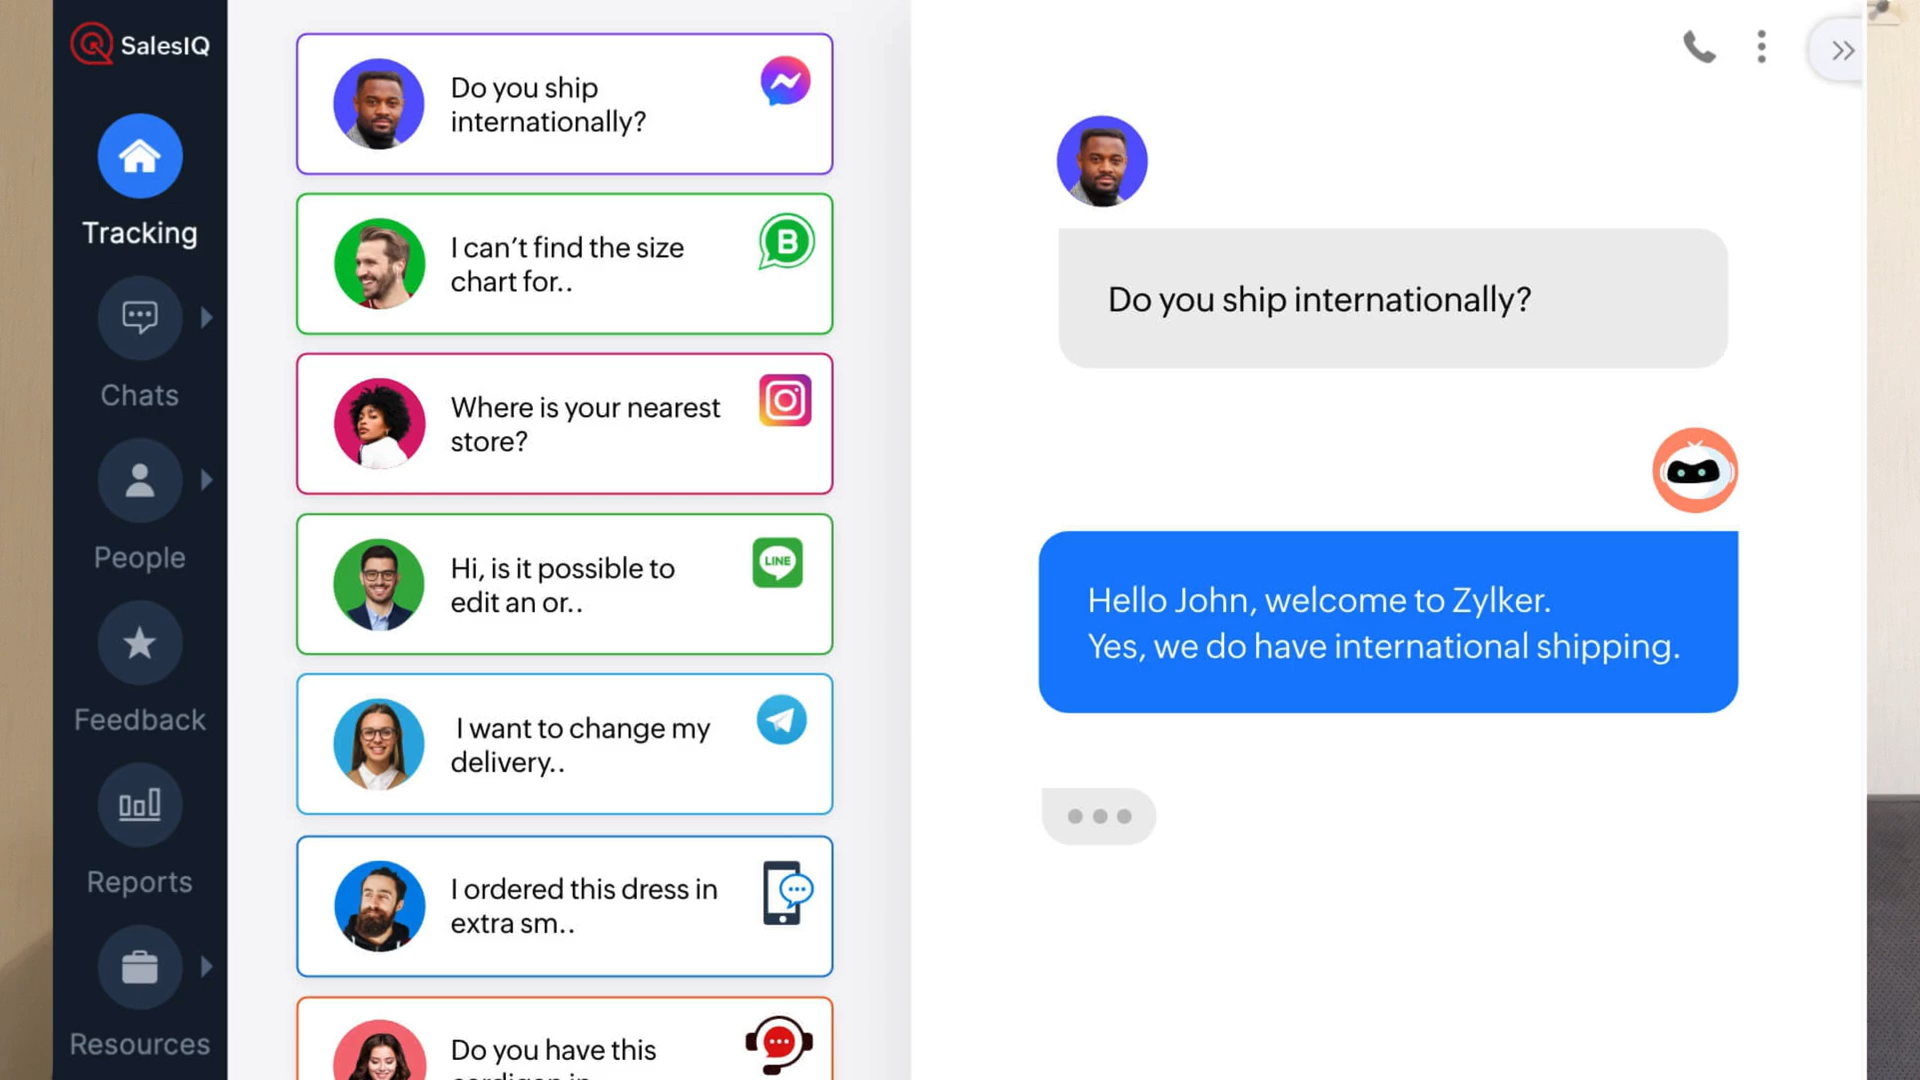 SalesIQ
Tracking
Chats
People
Feedback
Reports
Resources
Do you ship
internationally?
I can’t find the size
chart for..
B
Where is your nearest
store?
Hi, is it possible to
edit an or..
LINE
I want to change my
delivery..
I ordered this dress in
extra sm..
Do you have this
Do you ship internationally?
Hello John, welcome to Zylker.
Yes, we do have international shipping.